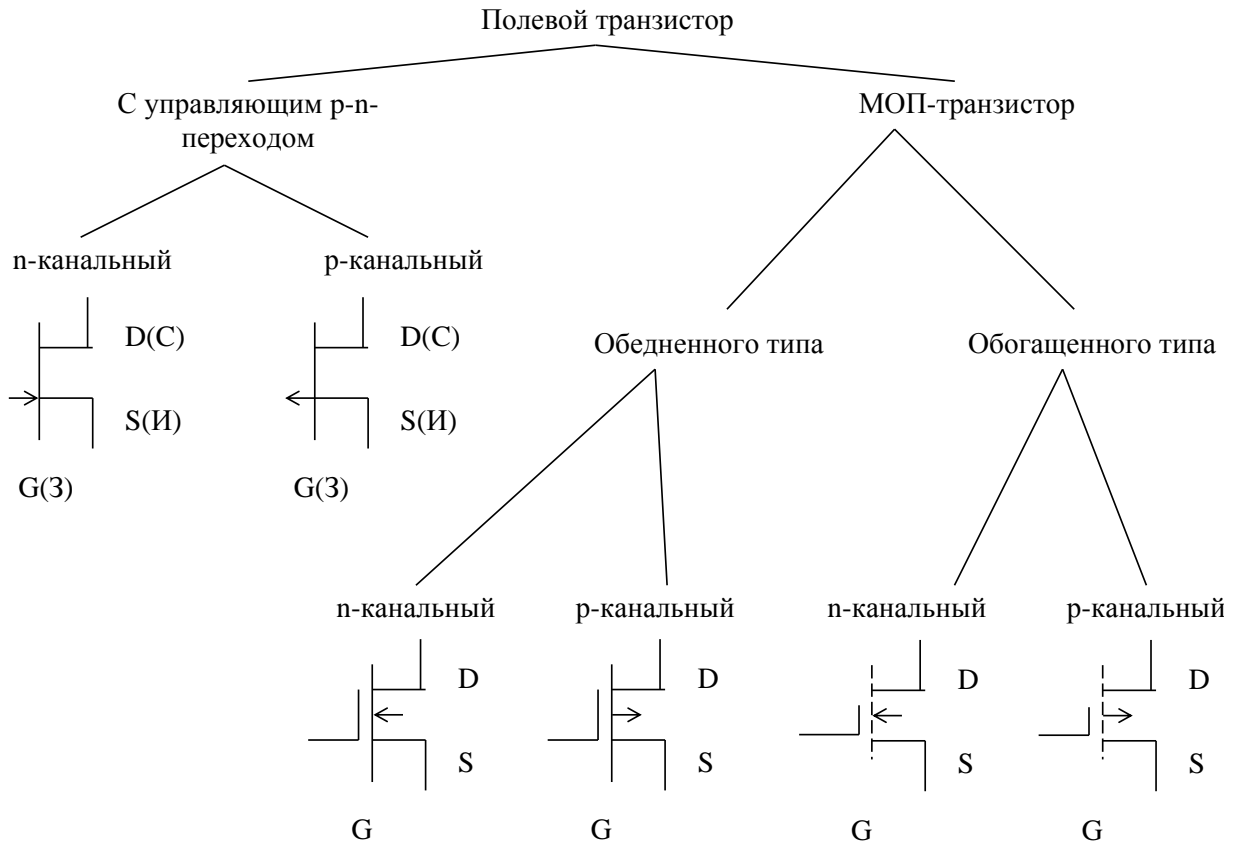 Полевой транзистор
С управляющим p-n-
переходом
МОП-транзистор
n-канальный
p-канальный
D(С)
D(С)
S(И)
S(И)
G(З)
G(З)
Обедненного типа
Обогащенного типа
n-канальный
p-канальный
n-канальный
p-канальный
D
D
D
D
S
S
S
S
G
G
G
G